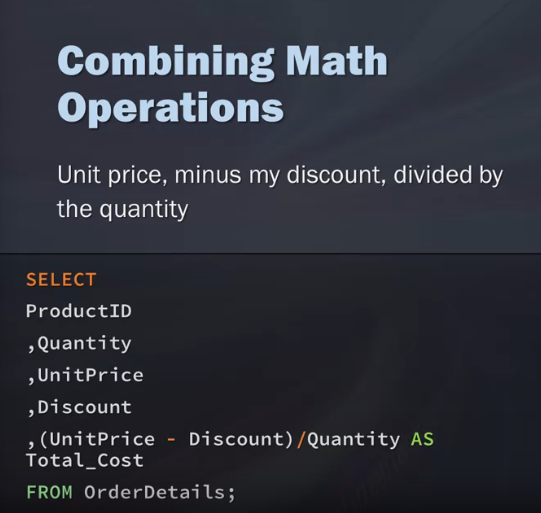 Combining Math
Operations
Unit price, minus my discount, divided by
the quantity
SELECT
ProductID
,Quantity
,UnitPrice
,Discount
,(UnitPrice - Discount)/Quantity AS
Total_Cost
FROM OrderDetails;